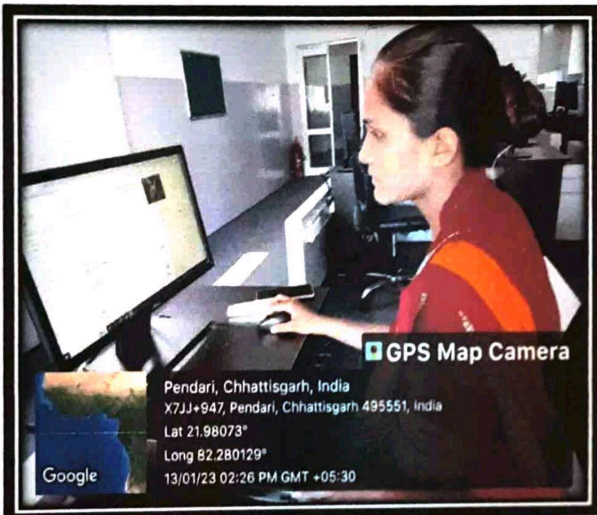 GPS Map Camera
Pendari, Chhattisgarh, India
X7JJ+947, Pendari, Chhattisgarh 495551, India
Lat 21.98073°
Long 82.280129°
13/01/23 02:26 PM GMT +05:30
Google